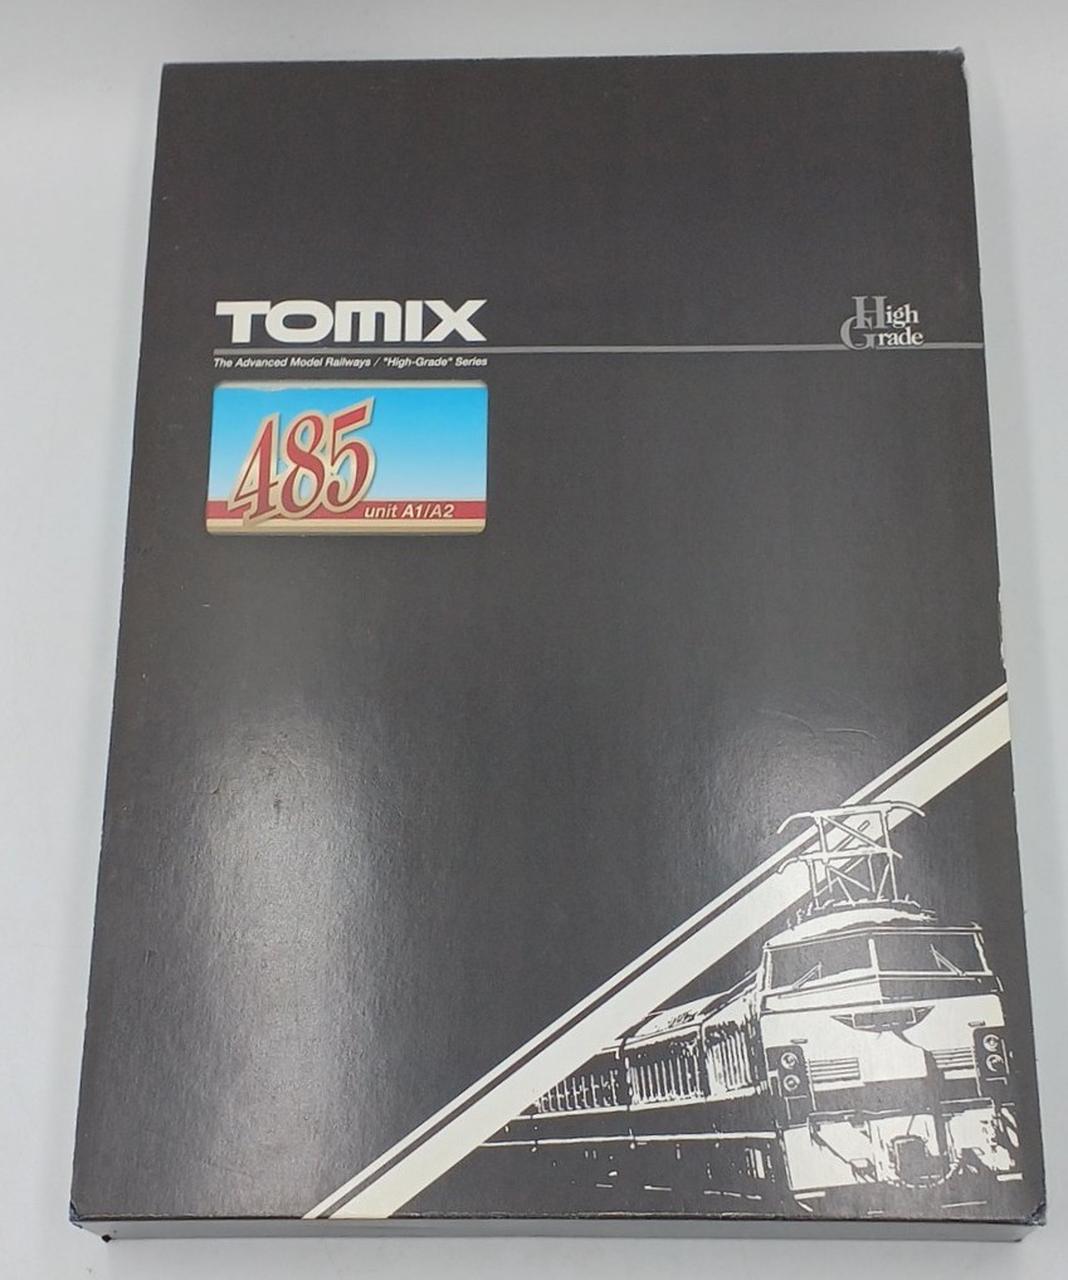 TOMIX
High
Grade
The Advanced Model Railways / "High-Grade" Series
485
unit A1/A2